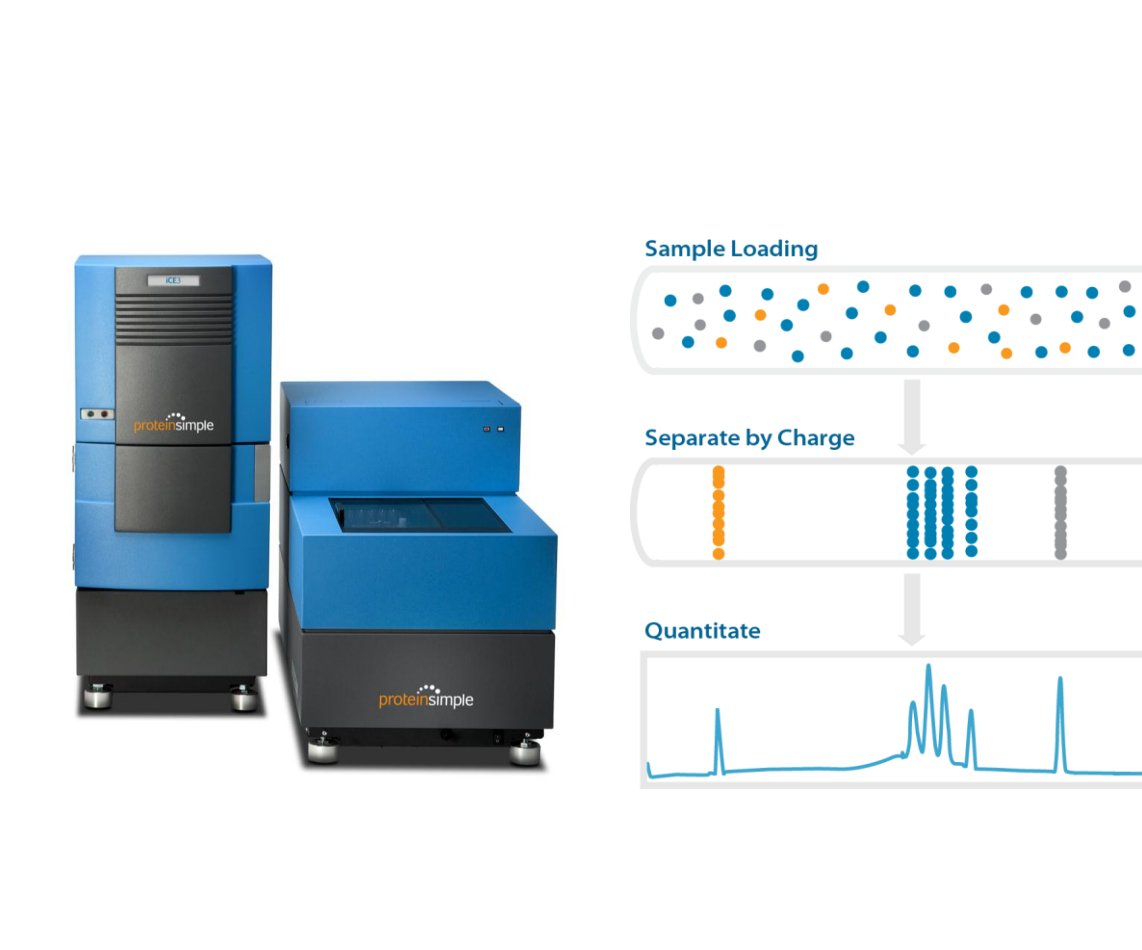 iCE3
proteinsimple
proteinsimple
Sample Loading
Separate by Charge
Quantitate